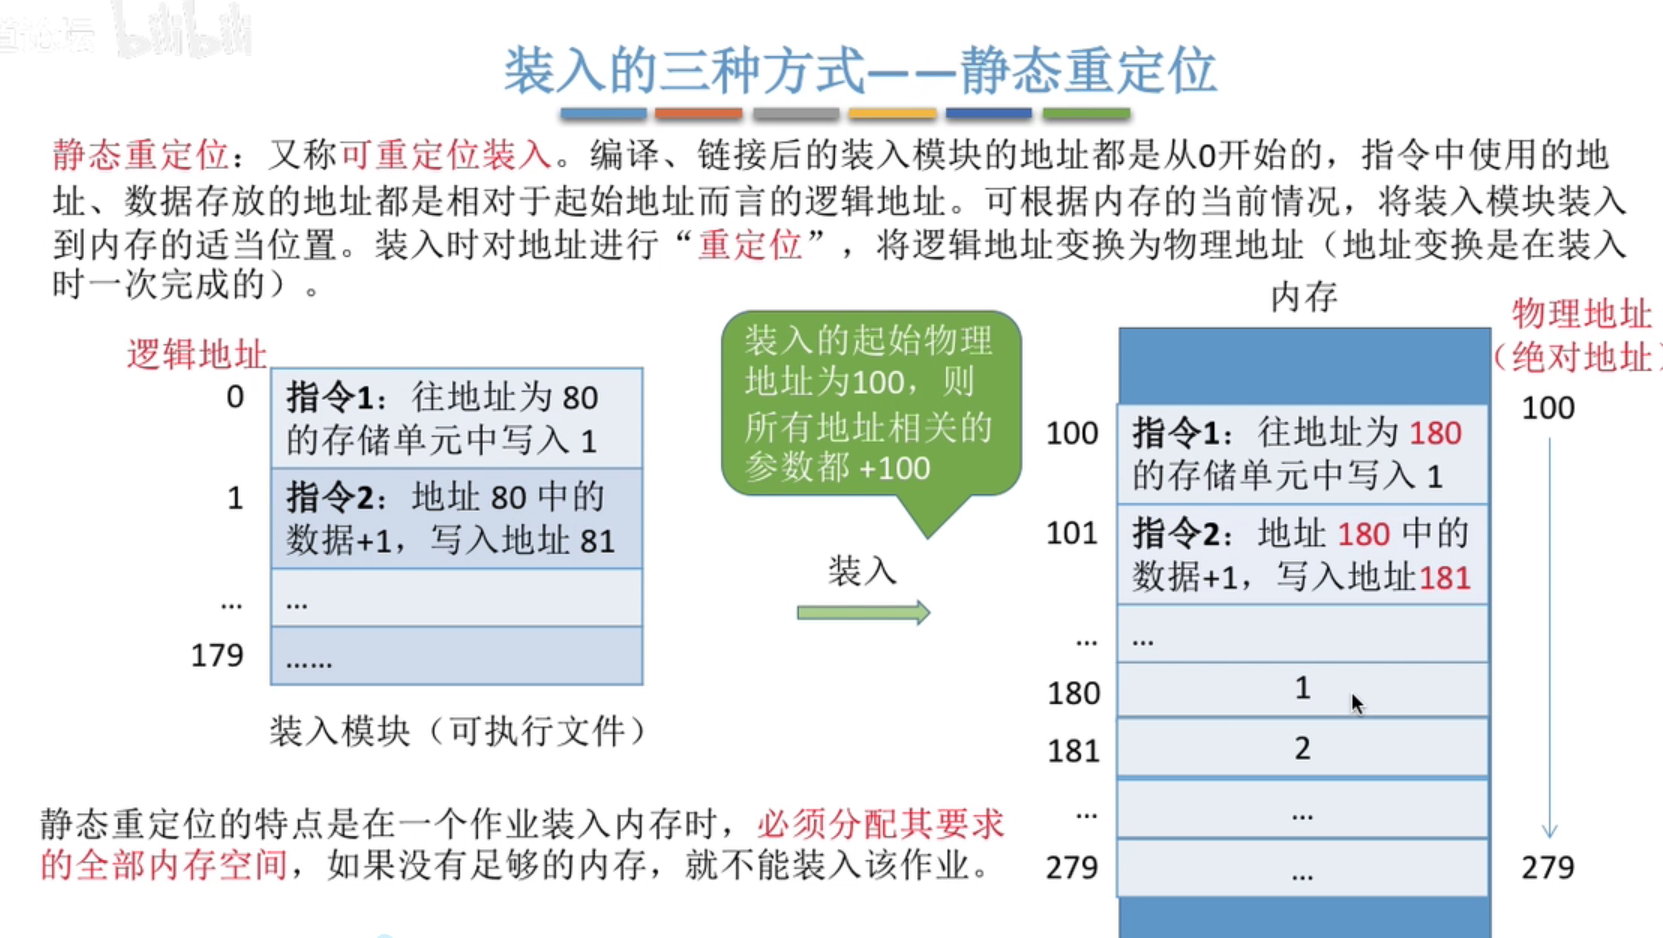 道论坛 bilibili
装入的三种方式——静态重定位
静态重定位：又称可重定位装入。编译、链接后的装入模块的地址都是从0开始的，指令中使用的地
址、数据存放的地址都是相对于起始地址而言的逻辑地址。可根据内存的当前情况，将装入模块装入
到内存的适当位置。装入时对地址进行“重定位”，将逻辑地址变换为物理地址（地址变换是在装入
时一次完成的）。
逻辑地址
0
指令1：往地址为 80
的存储单元中写入 1
1
指令2：地址 80 中的
数据+1，写入地址 81
...
...
179
......
装入模块（可执行文件）
装入的起始物理
地址为100，则
所有地址相关的
参数都 +100
装入
内存
物理地址
（绝对地址）
100
指令1：往地址为 180
的存储单元中写入 1
101
指令2：地址 180 中的
数据+1，写入地址181
...
...
180
1
181
2
...
...
279
...
100
279
静态重定位的特点是在一个作业装入内存时，必须分配其要求
的全部内存空间，如果没有足够的内存，就不能装入该作业。